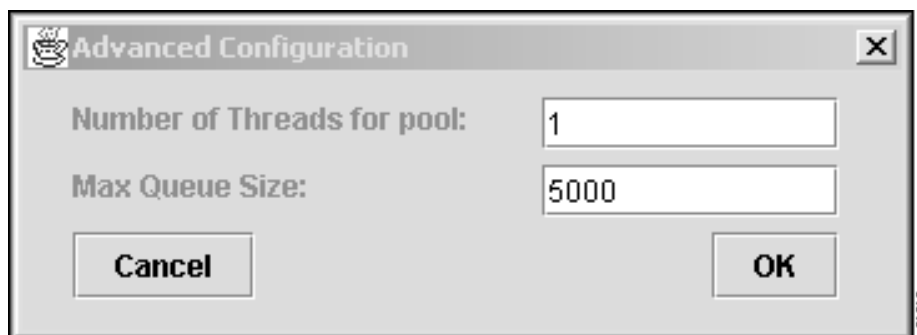 Advanced Configuration
Number of Threads for pool: 1
Max Queue Size: 5000
Cancel OK